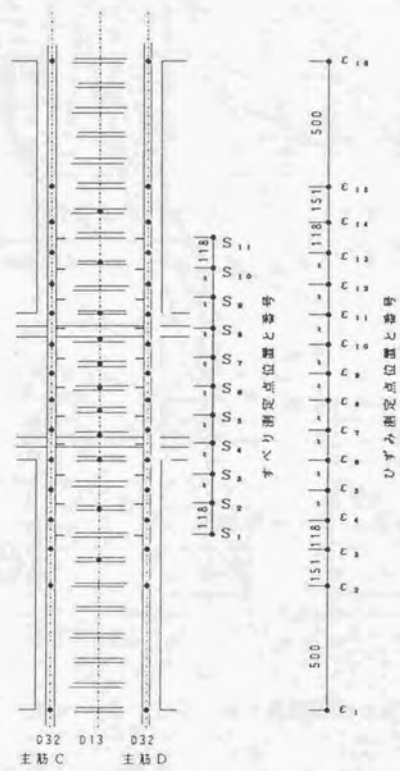 ε₁₆
500
ε₁₅
151
ε₁₄
118
ε₁₃
〃
ε₁₂
〃
ε₁₁
〃
ε₁₀
〃
ε₉
〃
ε₈
〃
ε₇
〃
ε₆
〃
ε₅
〃
ε₄
118
ε₃
151
ε₂
500
ε₁
S₁₁
118
S₁₀
〃
S₉
〃
S₈
〃
S₇
〃
S₆
〃
S₅
〃
S₄
〃
S₃
〃
S₂
118
S₁
すべり測定点位置と番号
ひずみ測定点位置と番号
D32 D13 D32
主筋C 主筋D